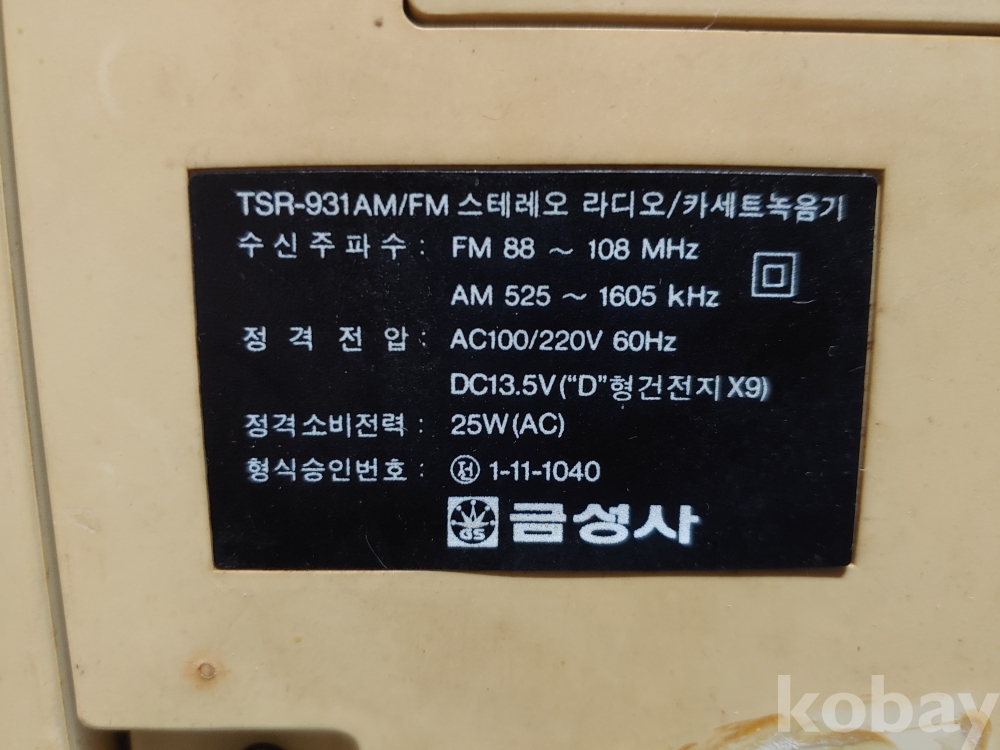 TSR-931AM/FM 스테레오 라디오/카세트녹음기
수신주파수 : FM 88 ~ 108 MHz
AM 525 ~ 1605 kHz
정격전압 : AC100/220V 60Hz
DC13.5V(“D”형건전지X9)
정격소비전력 : 25W(AC)
형식승인번호 : ㉠ 1-11-1040
GS 금성사
kobay